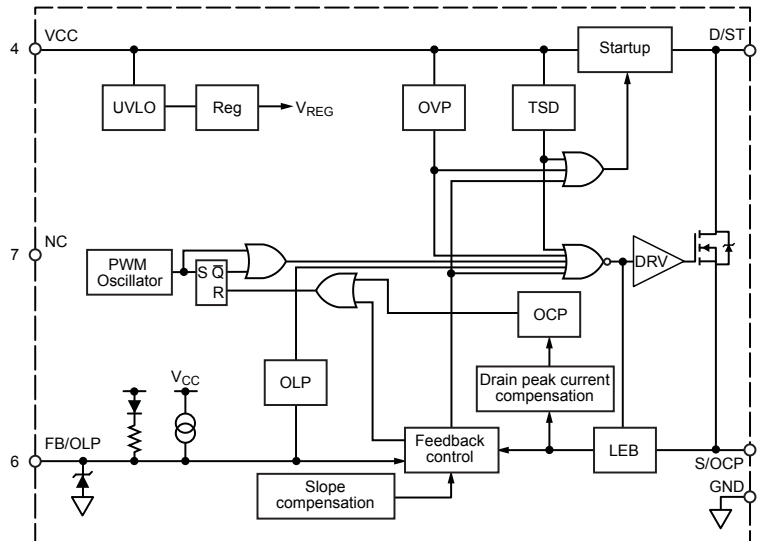 4
VCC
D/ST
Startup
UVLO
Reg
VREG
OVP
TSD
7
NC
PWM
Oscillator
S Q̅
R
DRV
OCP
OLP
VCC
Drain peak current
compensation
6
FB/OLP
Feedback
control
LEB
S/OCP
Slope
compensation
GND